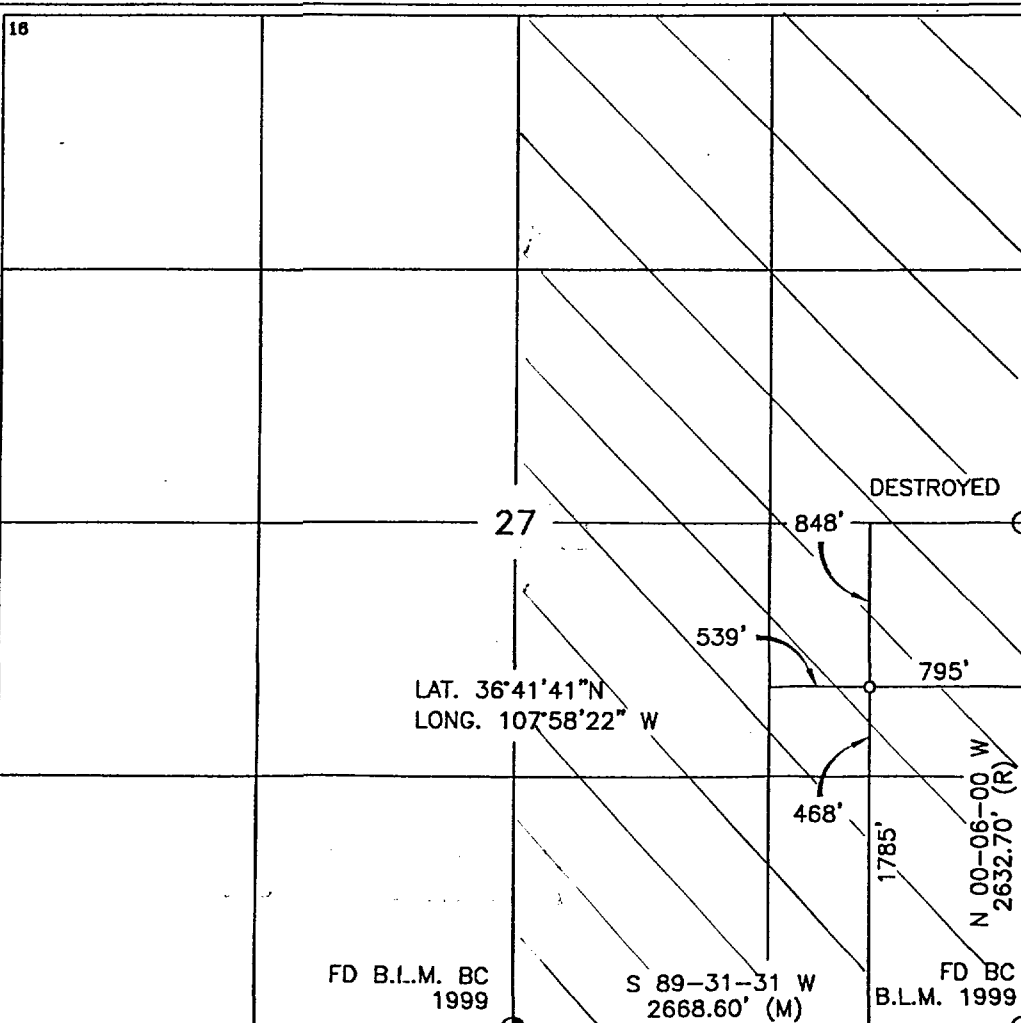 16
DESTROYED
27
848'
539'
795'
LAT. 36°41'41"N
LONG. 107°58'22" W
468'
1785'
N 00-06-00 W
2632.70' (R)
FD B.L.M. BC
1999
S 89-31-31 W
2668.60' (M)
FD BC
B.L.M. 1999